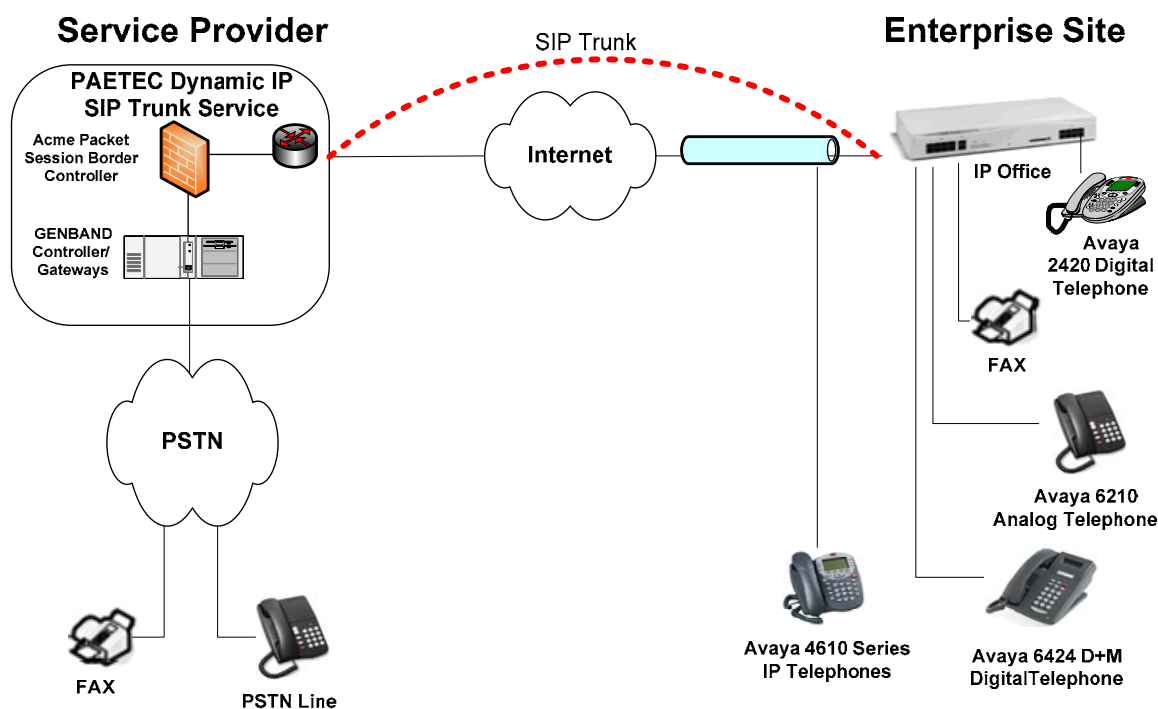 Service Provider
SIP Trunk
Enterprise Site
PAETEC Dynamic IP
SIP Trunk Service
Acme Packet
Session Border
Controller
Internet
IP Office
GENBAND
Controller/
Gateways
Avaya
2420 Digital
Telephone
FAX
PSTN
Avaya 6210
Analog Telephone
Avaya 4610 Series
IP Telephones
Avaya 6424 D+M
DigitalTelephone
FAX
PSTN Line